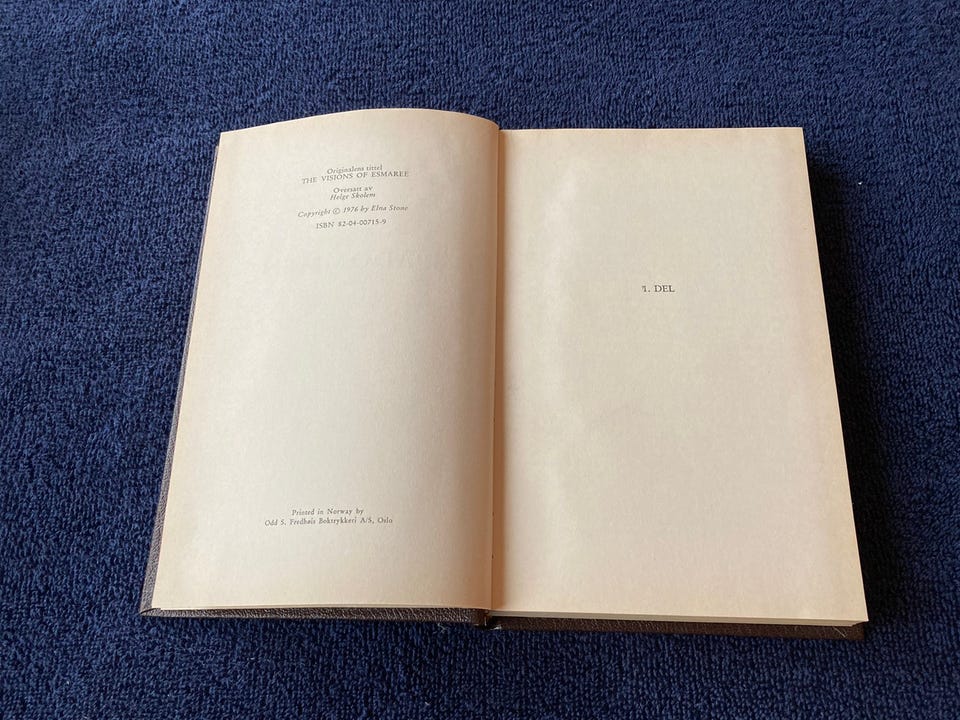 Originalens tittel
THE VISIONS OF ESMAREE
Oversatt av
Helge Skolem
Copyright © 1976 by Elna Stone
ISBN 82-04-00715-9
Printed in Norway by
Odd S. Fredhøis Boktrykkeri A/S, Oslo
1. DEL